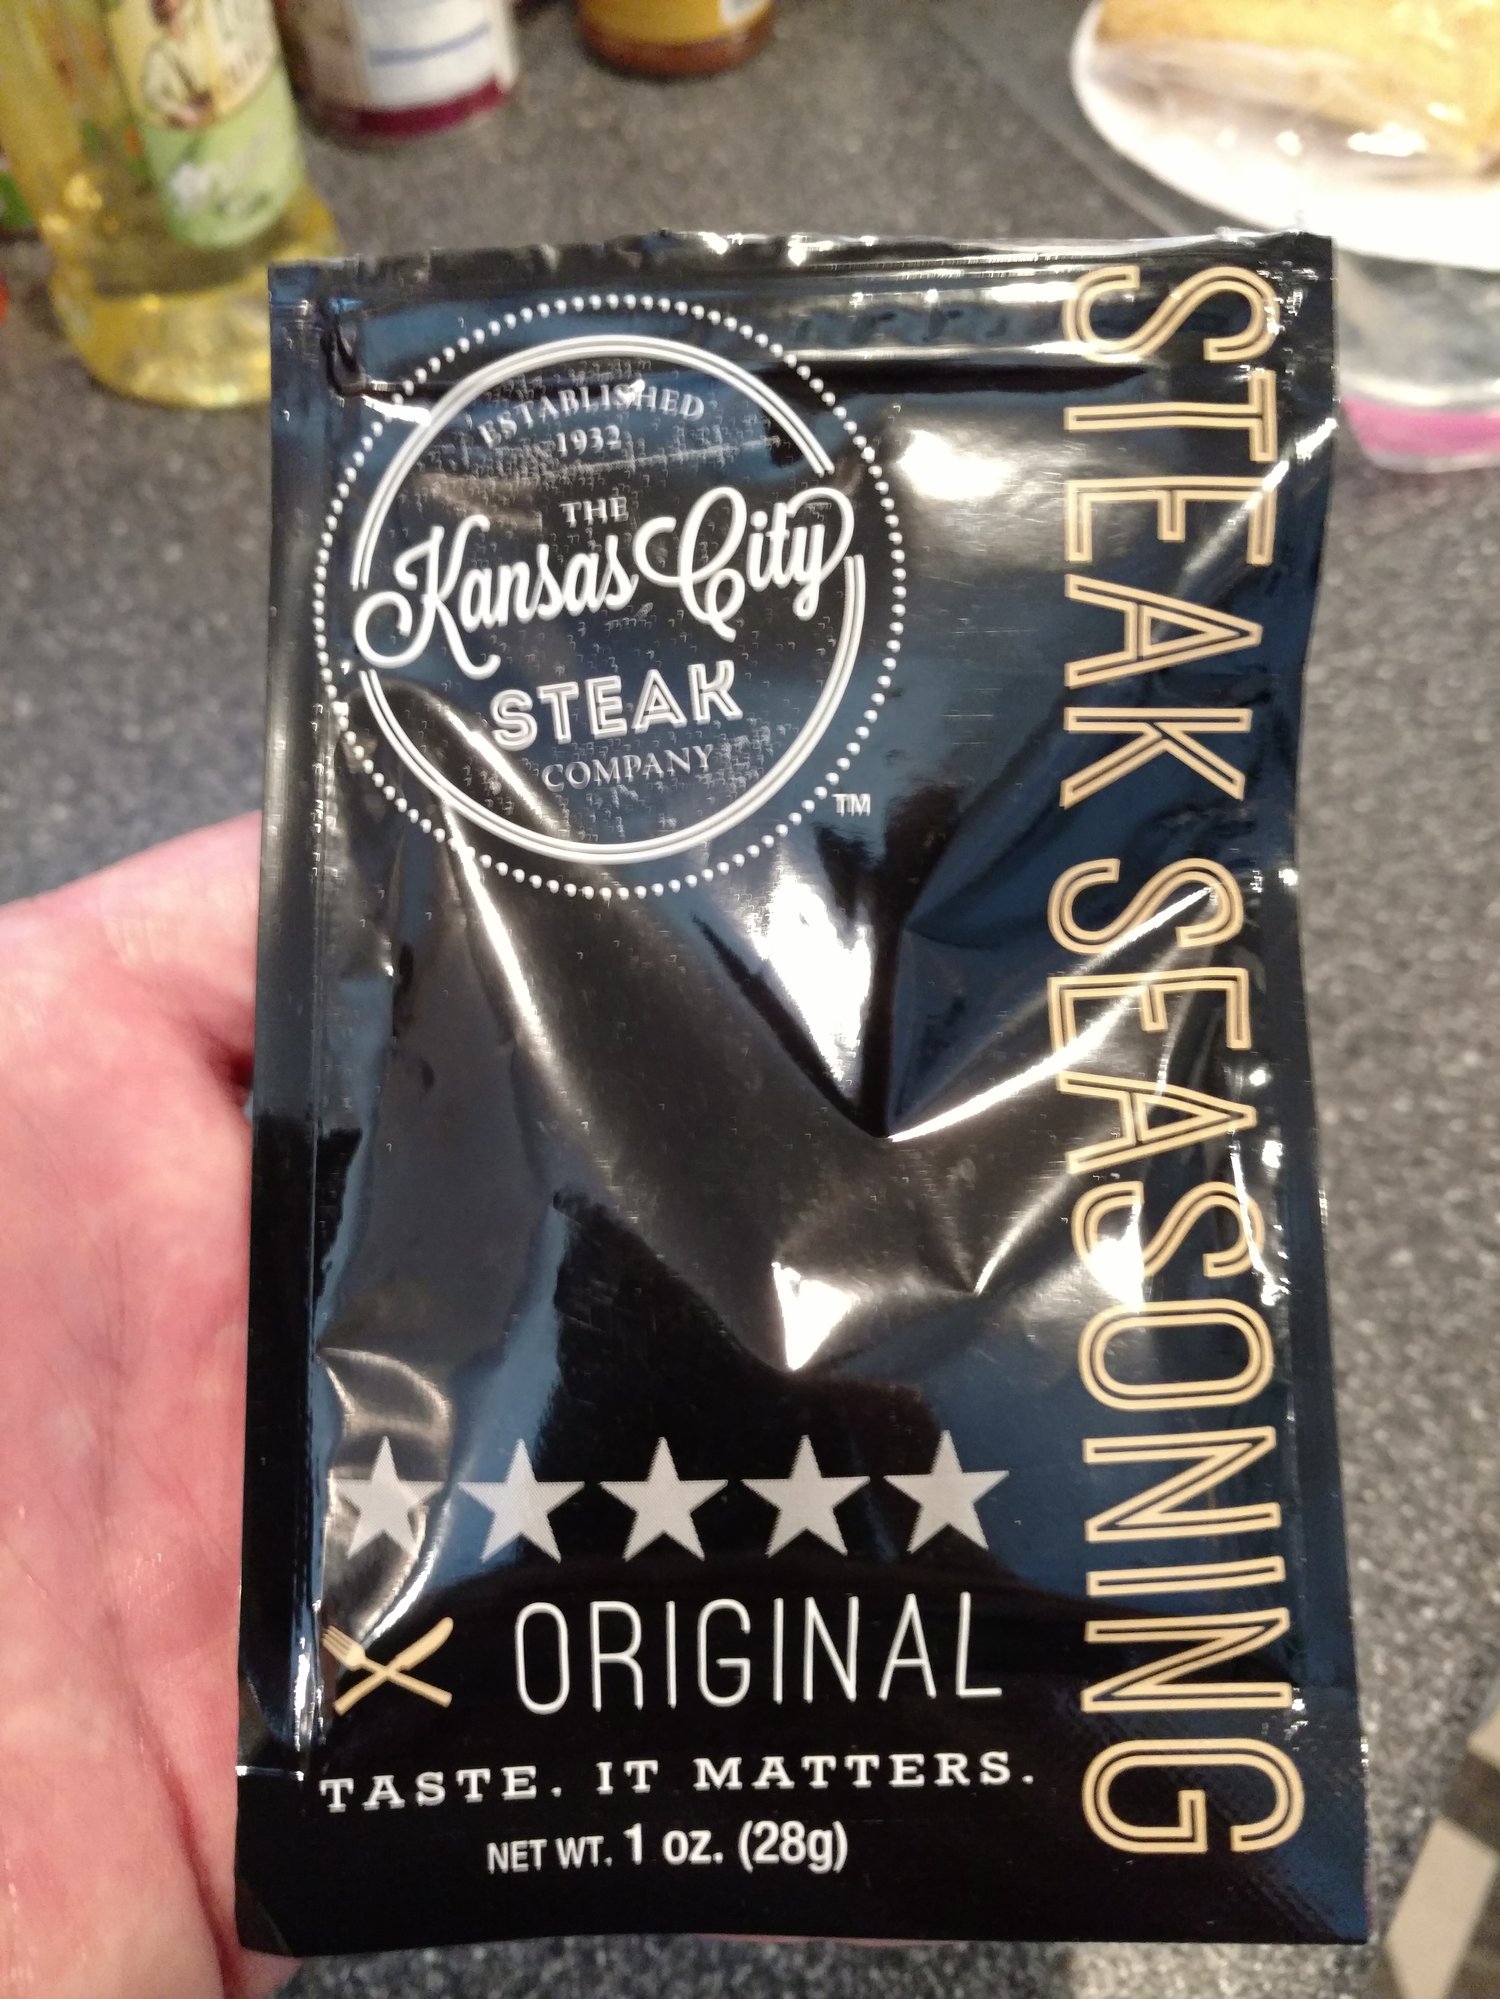 ESTABLISHED
1932
THE
Kansas City
STEAK
COMPANY
TM
STEAK SEASONING
ORIGINAL
TASTE. IT MATTERS.
NET WT. 1 oz. (28g)